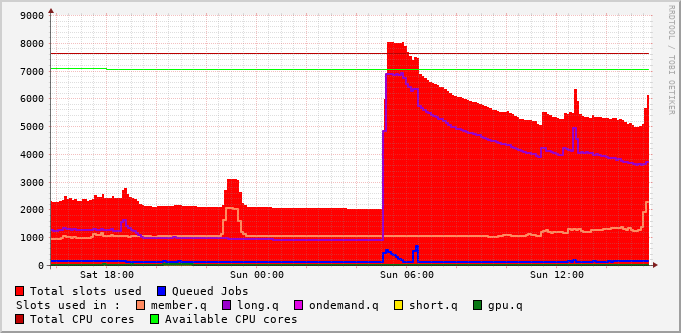 9000
8000
7000
6000
5000
4000
3000
2000
1000
0
Sat 18:00 Sun 00:00 Sun 06:00 Sun 12:00
Total slots used Queued Jobs
Slots used in : member.q long.q ondemand.q short.q gpu.q
Total CPU cores Available CPU cores
RRDTOOL / TOBI OETIKER